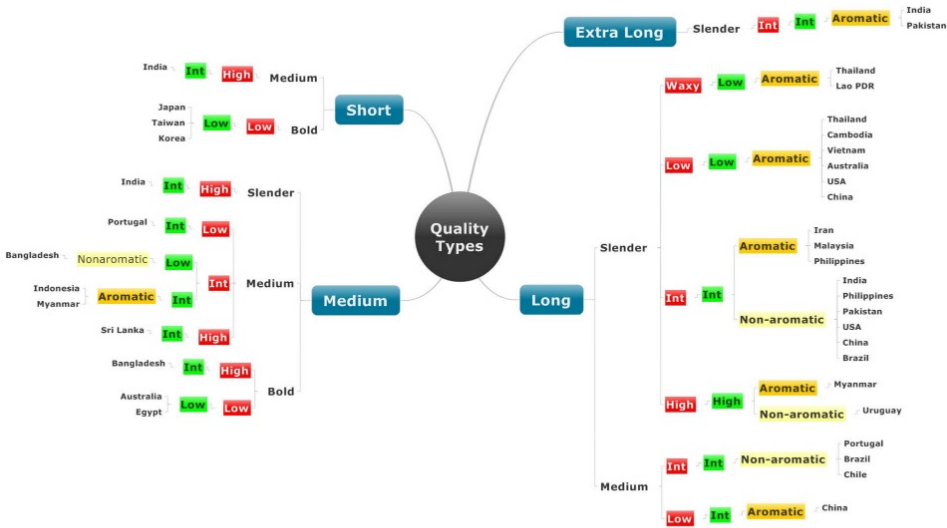 Quality
Types
Extra Long
Slender
Int
Int
Aromatic
India
Pakistan
Short
Medium
High
Int
India
Bold
Low
Low
Japan
Taiwan
Korea
Medium
Slender
High
Int
India
Medium
Low
Int
Portugal
Int
Low
Nonaromatic
Bangladesh
Int
Aromatic
Indonesia
Myanmar
High
Int
Sri Lanka
Bold
High
Int
Bangladesh
Low
Low
Australia
Egypt
Long
Slender
Waxy
Low
Aromatic
Thailand
Lao PDR
Low
Low
Aromatic
Thailand
Cambodia
Vietnam
Australia
USA
China
Int
Int
Aromatic
Iran
Malaysia
Philippines
Non-aromatic
India
Philippines
Pakistan
USA
China
Brazil
High
High
Aromatic
Myanmar
Non-aromatic
Uruguay
Medium
Int
Int
Non-aromatic
Portugal
Brazil
Chile
Low
Int
Aromatic
China